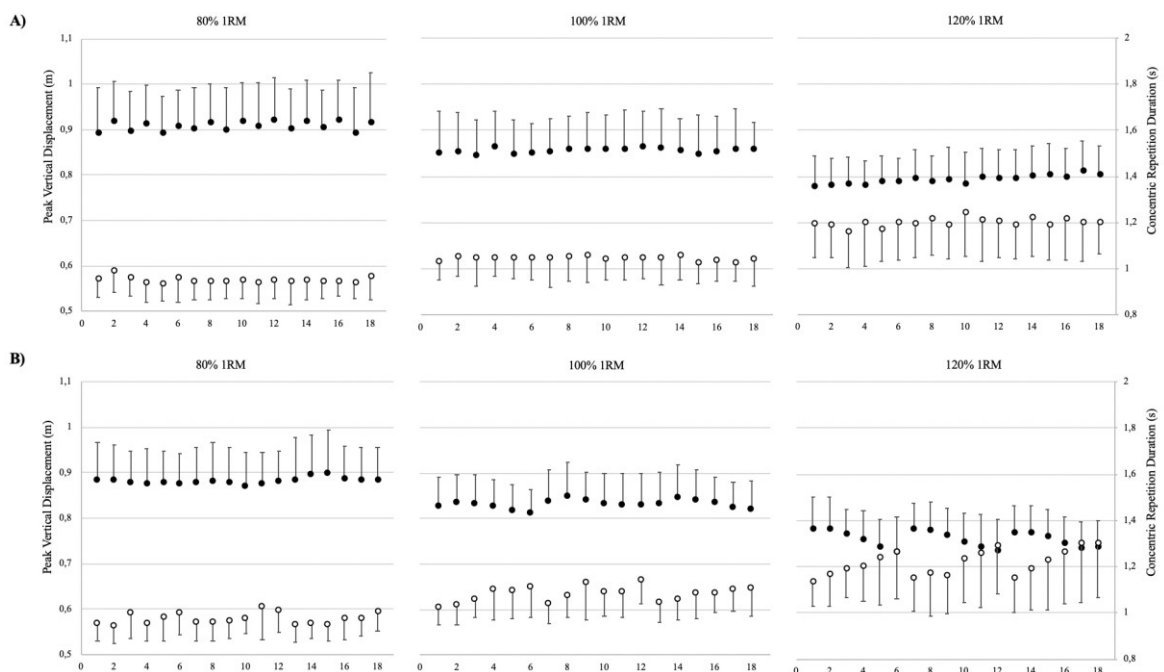 A)
80% 1RM
100% 1RM
120% 1RM
Peak Vertical Displacement (m)
1,1
1
0,9
0,8
0,7
0,6
0,5
0 2 4 6 8 10 12 14 16 18
0 2 4 6 8 10 12 14 16 18
0 2 4 6 8 10 12 14 16 18
2
1,8
1,6
1,4
1,2
1
0,8
Concentric Repetition Duration (s)
B)
80% 1RM
100% 1RM
120% 1RM
Peak Vertical Displacement (m)
1,1
1
0,9
0,8
0,7
0,6
0,5
0 2 4 6 8 10 12 14 16 18
0 2 4 6 8 10 12 14 16 18
0 2 4 6 8 10 12 14 16 18
2
1,8
1,6
1,4
1,2
1
0,8
Concentric Repetition Duration (s)